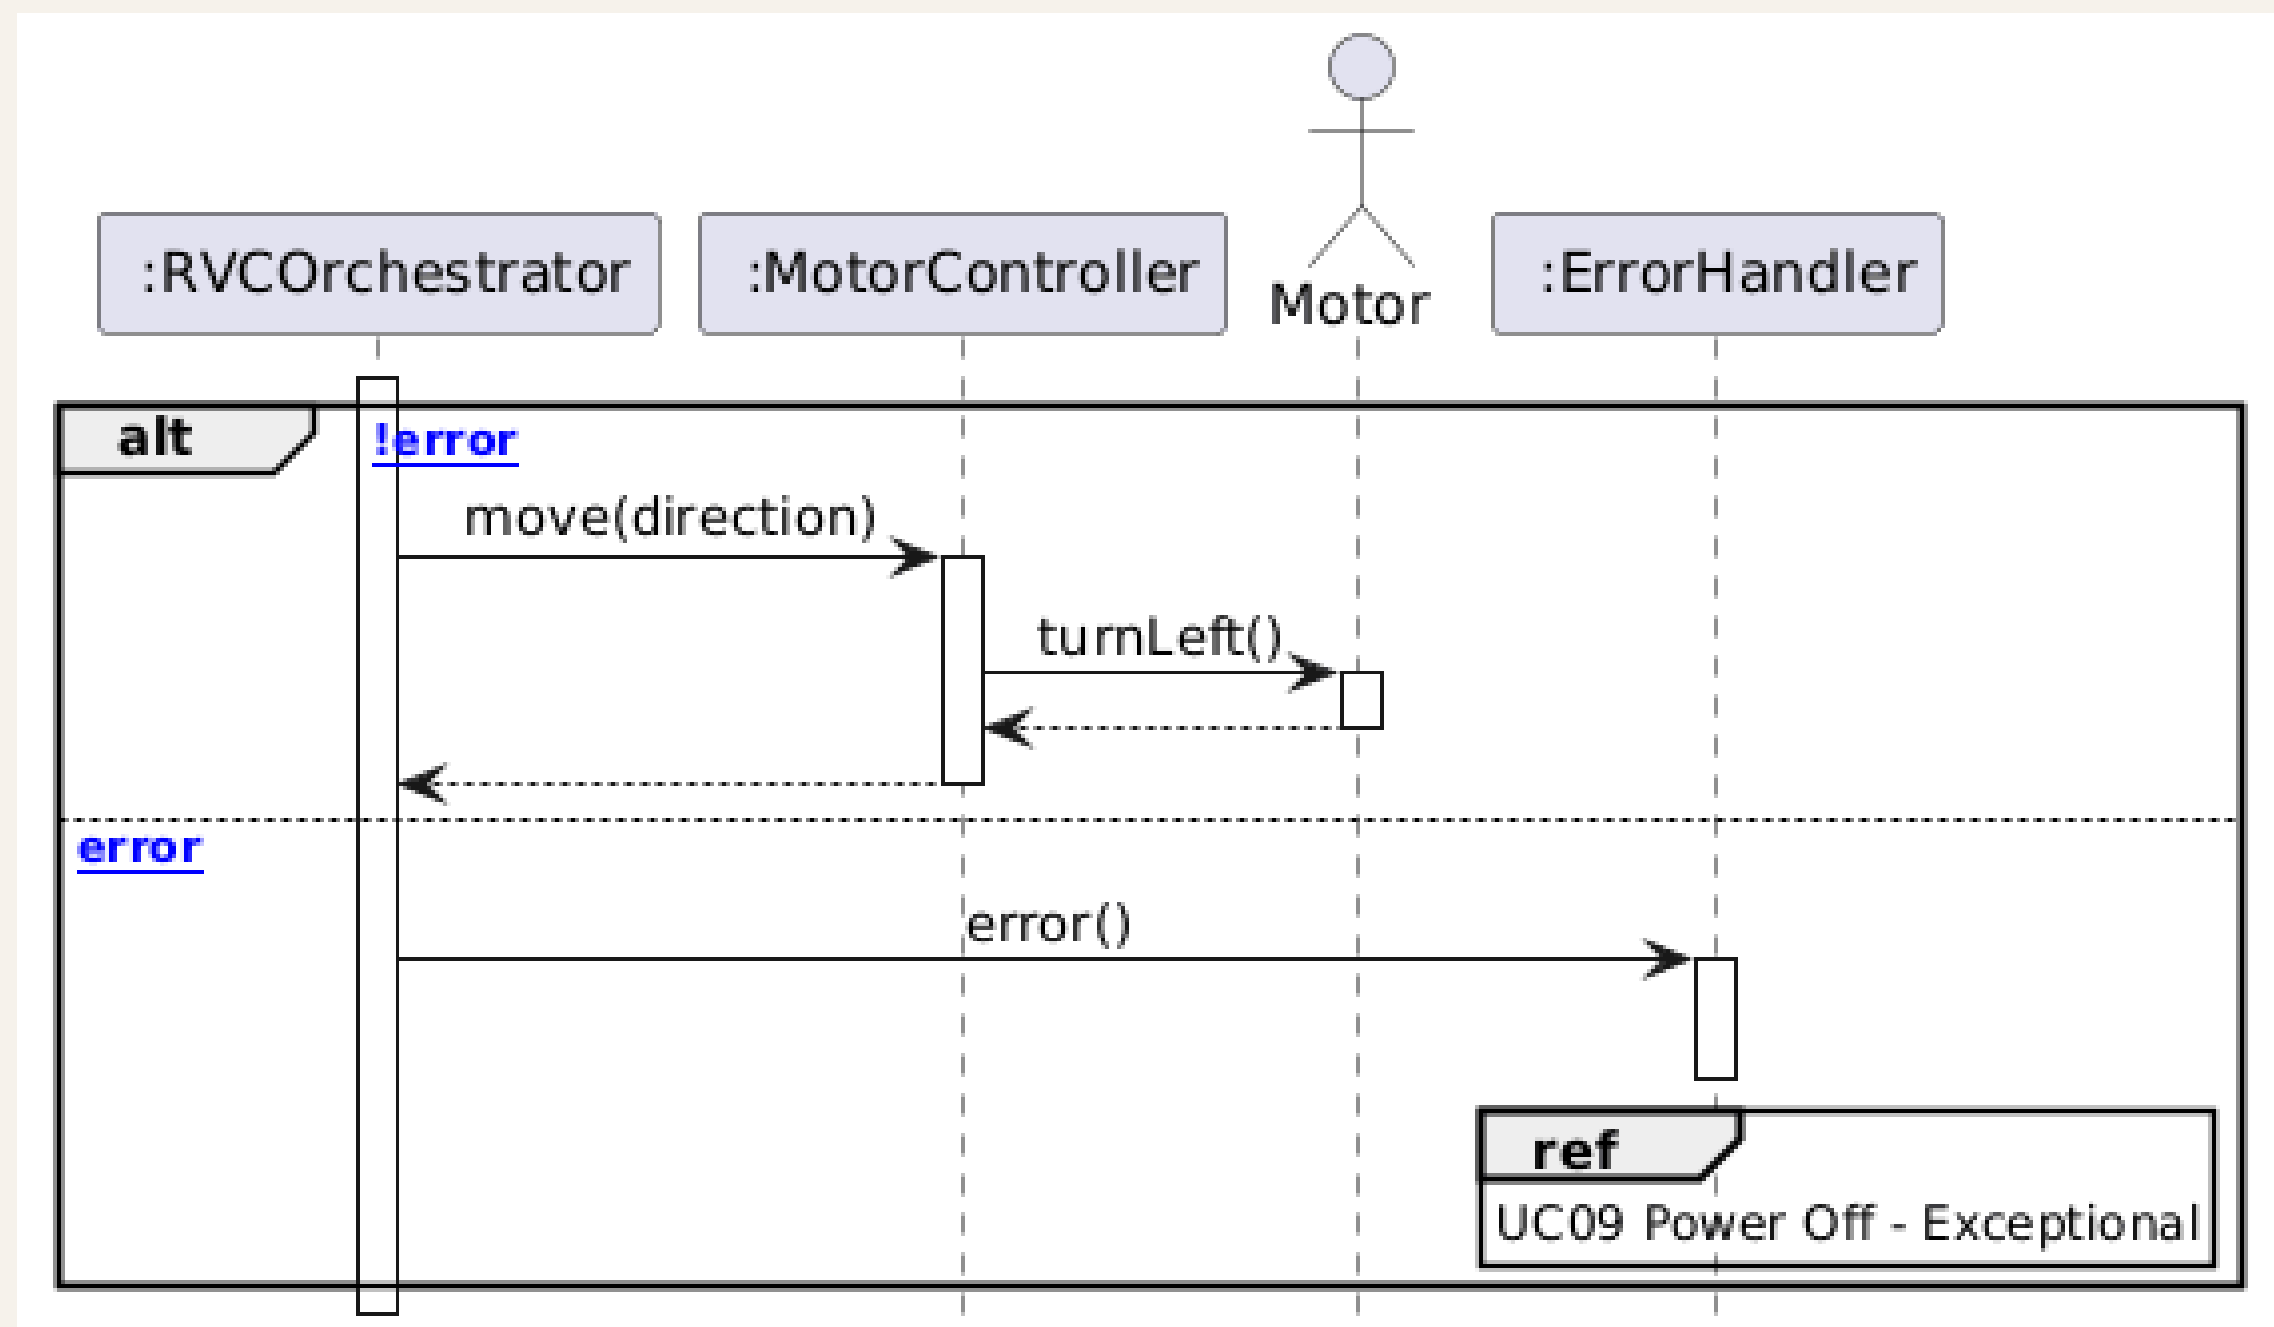 :RVCOrchestrator
:MotorController
Motor
:ErrorHandler
alt
!error
move(direction)
turnLeft()
error
error()
ref
UC09 Power Off - Exceptional